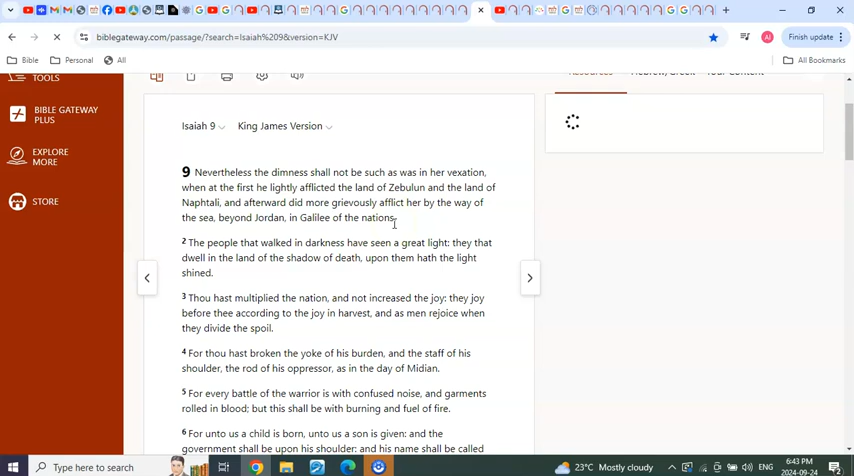 biblegateway.com/passage/?search=Isaiah%209&version=KJV
Finish update
Bible
Personal
All
All Bookmarks
TOOLS
BIBLE GATEWAY
PLUS
EXPLORE
MORE
STORE
Resources
Hebrew/Greek
Your Content
Isaiah 9
King James Version
9 Nevertheless the dimness shall not be such as was in her vexation,
when at the first he lightly afflicted the land of Zebulun and the land of
Naphtali, and afterward did more grievously afflict her by the way of
the sea, beyond Jordan, in Galilee of the nations.
2 The people that walked in darkness have seen a great light: they that
dwell in the land of the shadow of death, upon them hath the light
shined.
3 Thou hast multiplied the nation, and not increased the joy: they joy
before thee according to the joy in harvest, and as men rejoice when
they divide the spoil.
4 For thou hast broken the yoke of his burden, and the staff of his
shoulder, the rod of his oppressor, as in the day of Midian.
5 For every battle of the warrior is with confused noise, and garments
rolled in blood; but this shall be with burning and fuel of fire.
6 For unto us a child is born, unto us a son is given: and the
government shall be upon his shoulder: and his name shall be called
Type here to search
23°C Mostly cloudy
ENG
6:43 PM
2024-09-24
2